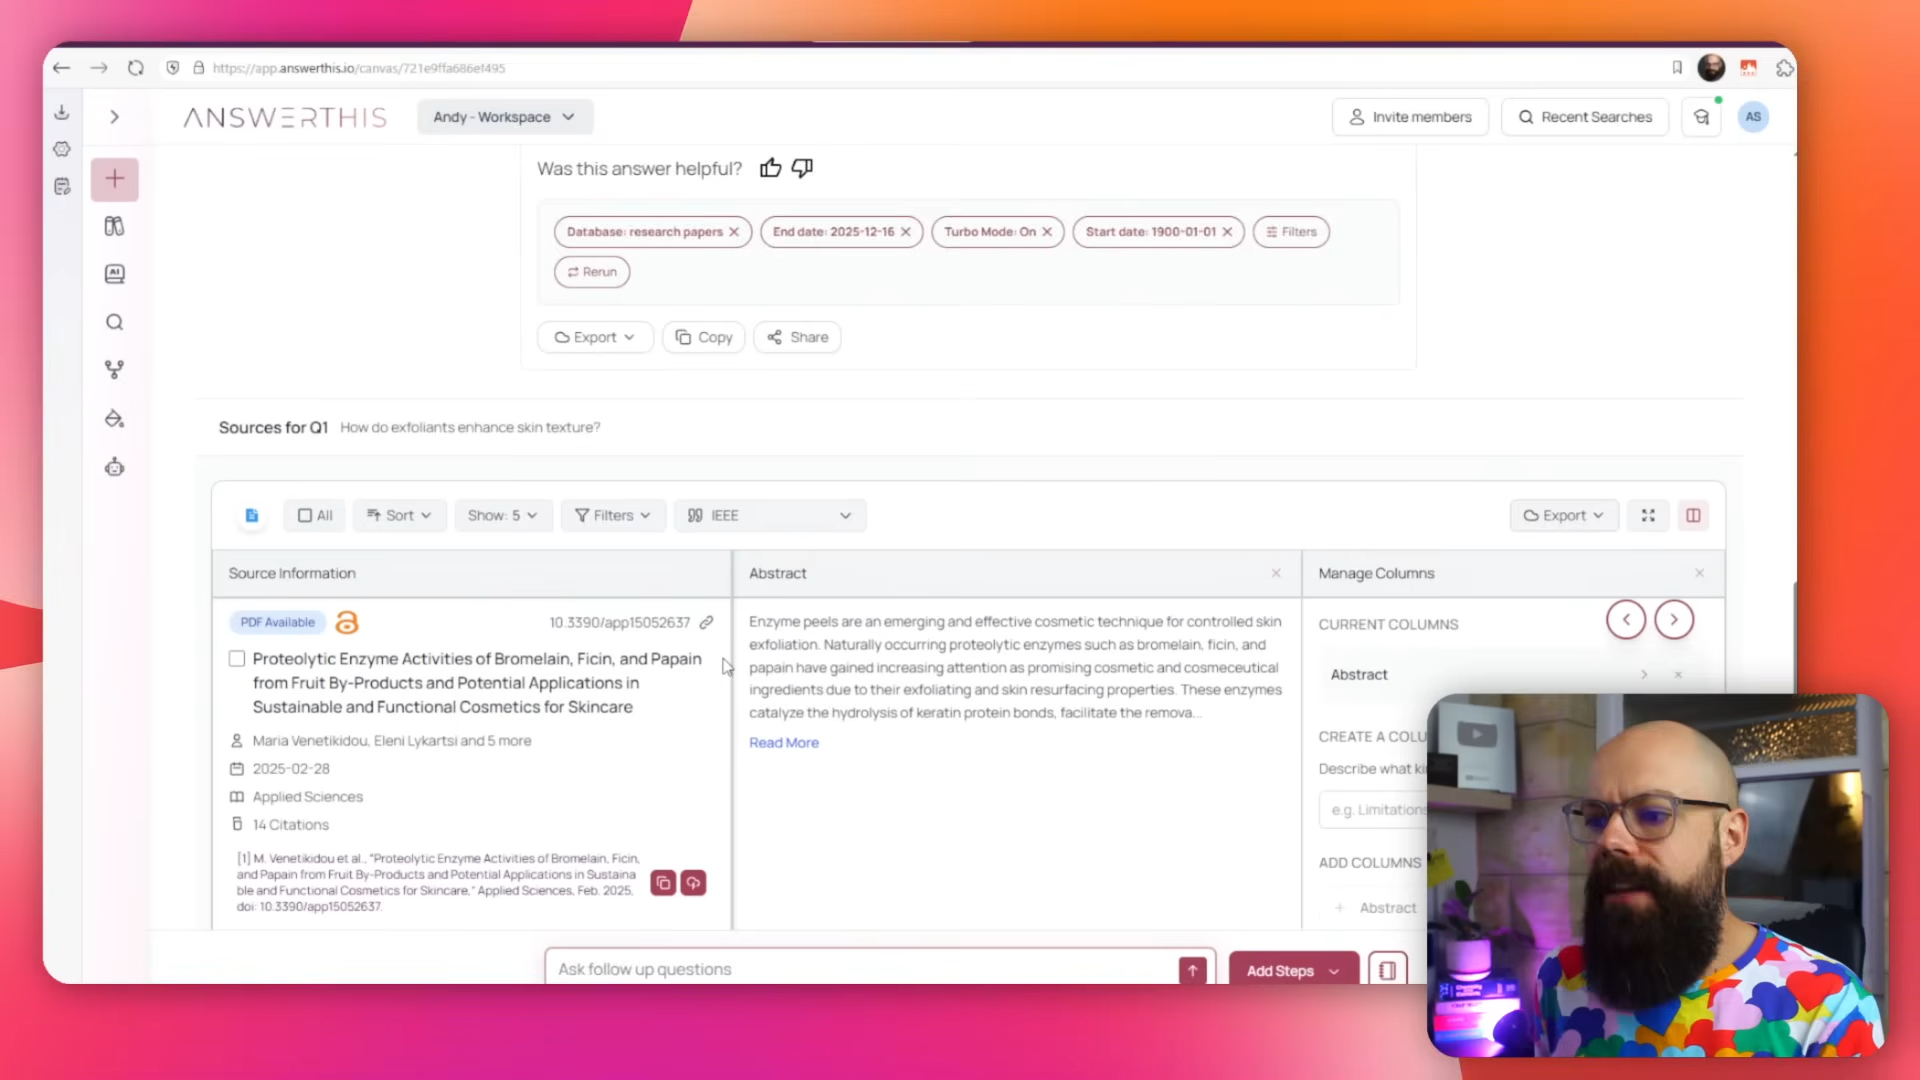 https://app.answerthis.io/canvas/721e9ffa686ef495
ANSWERTHIS
Andy - Workspace
Invite members
Recent Searches
AS
Was this answer helpful?
Database: research papers
End date: 2025-12-16
Turbo Mode: On
Start date: 1900-01-01
Filters
Rerun
Export
Copy
Share
Sources for Q1 How do exfoliants enhance skin texture?
All
Sort
Show: 5
Filters
IEEE
Export
Source Information
Abstract
Manage Columns
PDF Available
10.3390/app15052637
Proteolytic Enzyme Activities of Bromelain, Ficin, and Papain
from Fruit By-Products and Potential Applications in
Sustainable and Functional Cosmetics for Skincare
Maria Venetikidou, Eleni Lykartsi and 5 more
2025-02-28
Applied Sciences
14 Citations
[1] M. Venetikidou et al., "Proteolytic Enzyme Activities of Bromelain, Ficin,
and Papain from Fruit By-Products and Potential Applications in Sustaina
ble and Functional Cosmetics for Skincare," Applied Sciences, Feb. 2025,
doi: 10.3390/app15052637.
Enzyme peels are an emerging and effective cosmetic technique for controlled skin
exfoliation. Naturally occurring proteolytic enzymes such as bromelain, ficin, and
papain have gained increasing attention as promising cosmetic and cosmeceutical
ingredients due to their exfoliating and skin resurfacing properties. These enzymes
catalyze the hydrolysis of keratin protein bonds, facilitate the remova...
Read More
CURRENT COLUMNS
Abstract
CREATE A COLU
Describe what ki
e.g. Limitations
ADD COLUMNS
Abstract
Ask follow up questions
Add Steps